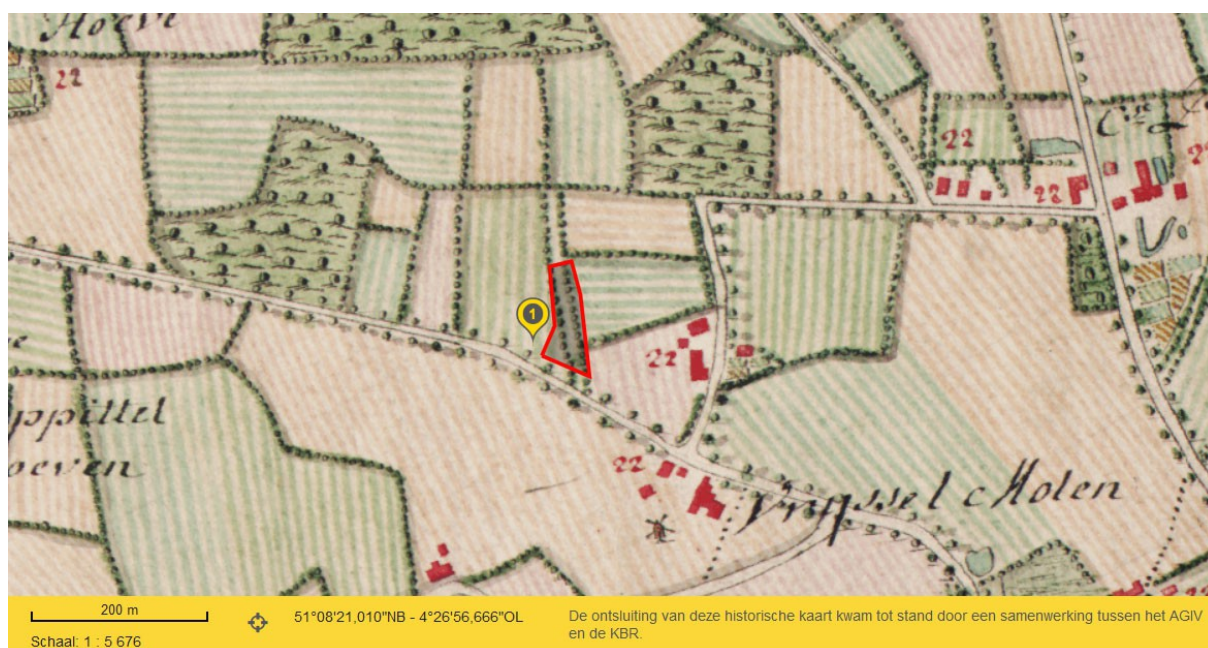 Hoeve
22
22
22
22
1
22
ppittel
oeven
22
Molen
200 m
Schaal: 1 : 5 676
51°08'21,010"NB - 4°26'56,666"OL
De ontsluiting van deze historische kaart kwam tot stand door een samenwerking tussen het AGIV
en de KBR.